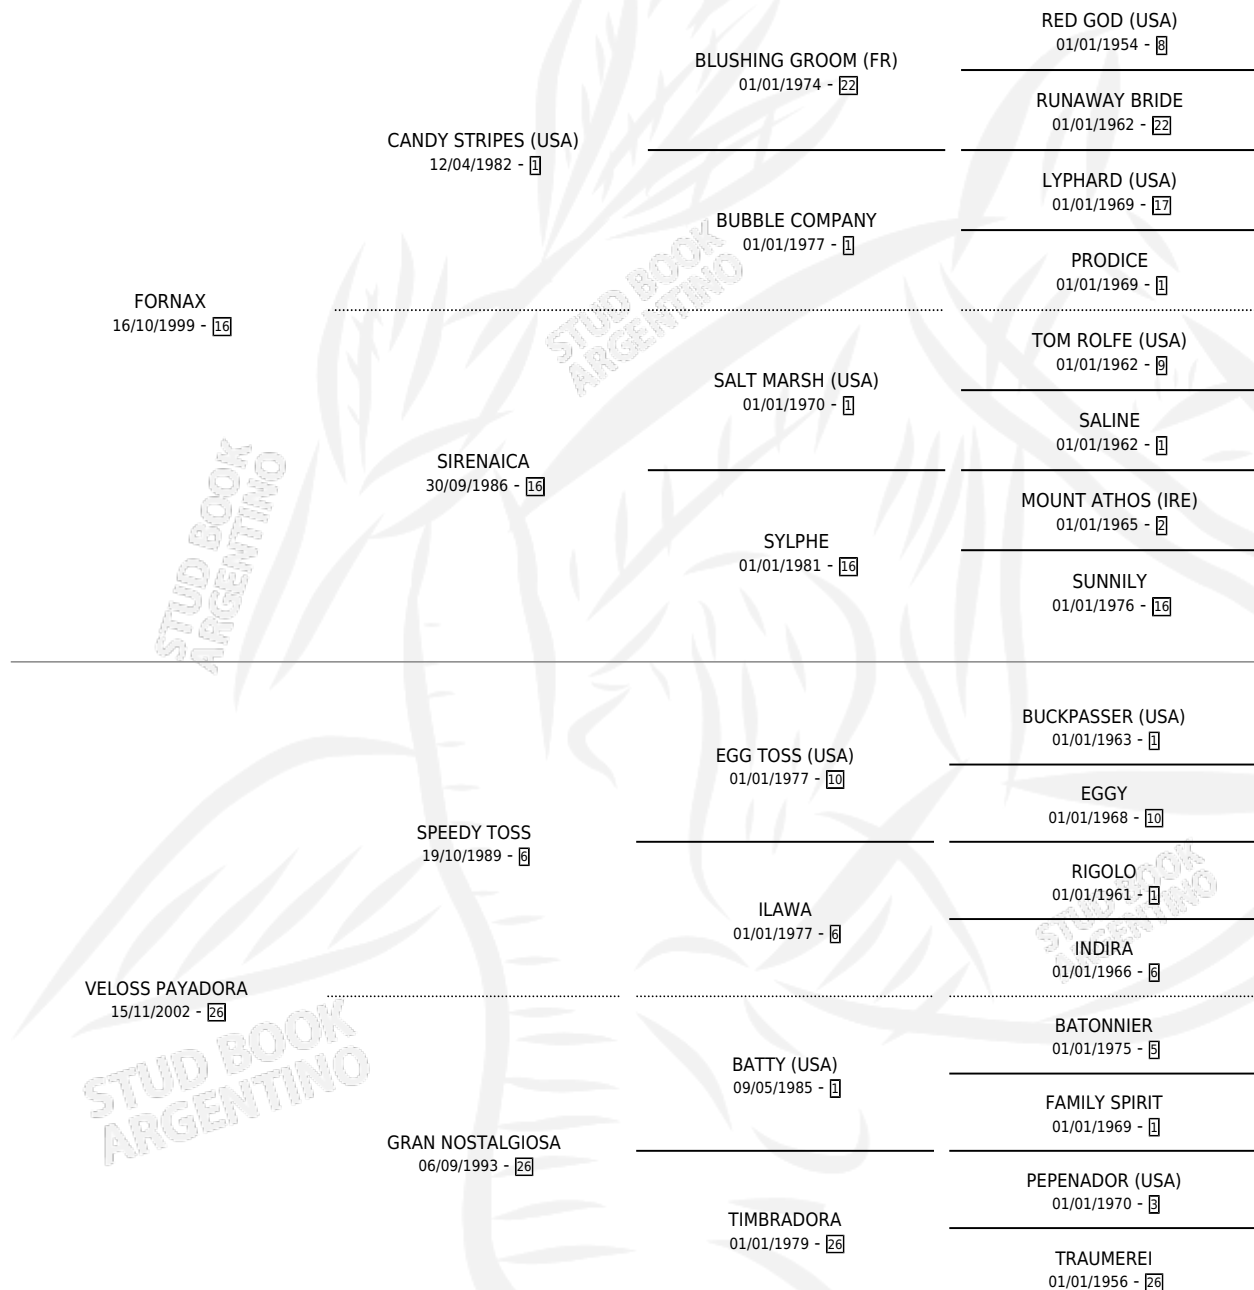 RED GOD (USA)
01/01/1954 - 8
BLUSHING GROOM (FR)
01/01/1974 - 22
RUNAWAY BRIDE
01/01/1962 - 22
CANDY STRIPES (USA)
12/04/1982 - 1
LYPHARD (USA)
01/01/1969 - 17
BUBBLE COMPANY
01/01/1977 - 1
PRODICE
01/01/1969 - 1
FORNAX
16/10/1999 - 16
STUD BOOK
ARGENTINO
TOM ROLFE (USA)
01/01/1962 - 9
SALT MARSH (USA)
01/01/1970 - 1
SALINE
01/01/1962 - 1
SIRENAICA
30/09/1986 - 16
MOUNT ATHOS (IRE)
01/01/1965 - 2
SYLPHE
01/01/1981 - 16
SUNNILY
01/01/1976 - 16
STUD BOOK
ARGENTINO
BUCKPASSER (USA)
01/01/1963 - 1
EGG TOSS (USA)
01/01/1977 - 10
EGGY
01/01/1968 - 10
SPEEDY TOSS
19/10/1989 - 6
RIGOLO
01/01/1961 - 1
ILAWA
01/01/1977 - 6
STUD BOOK
ARGENTINO
INDIRA
01/01/1966 - 6
VELOSS PAYADORA
15/11/2002 - 26
STUD BOOK
ARGENTINO
BATONNIER
01/01/1975 - 5
BATTY (USA)
09/05/1985 - 1
FAMILY SPIRIT
01/01/1969 - 1
GRAN NOSTALGIOSA
06/09/1993 - 26
PEPENADOR (USA)
01/01/1970 - 3
TIMBRADORA
01/01/1979 - 26
TRAUMEREI
01/01/1956 - 26